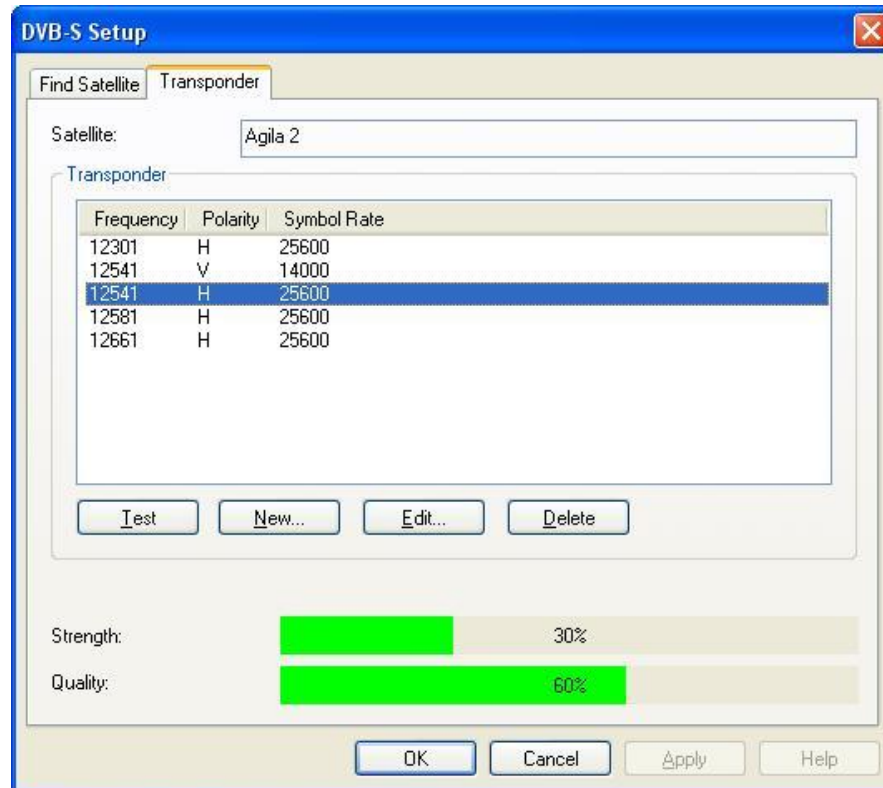 DVB-S Setup
Find Satellite Transponder
Satellite: Agila 2
Transponder
Frequency Polarity Symbol Rate
12301 H 25600
12541 V 14000
12541 H 25600
12581 H 25600
12661 H 25600
Test New... Edit... Delete
Strength: 30%
Quality: 60%
OK Cancel Apply Help